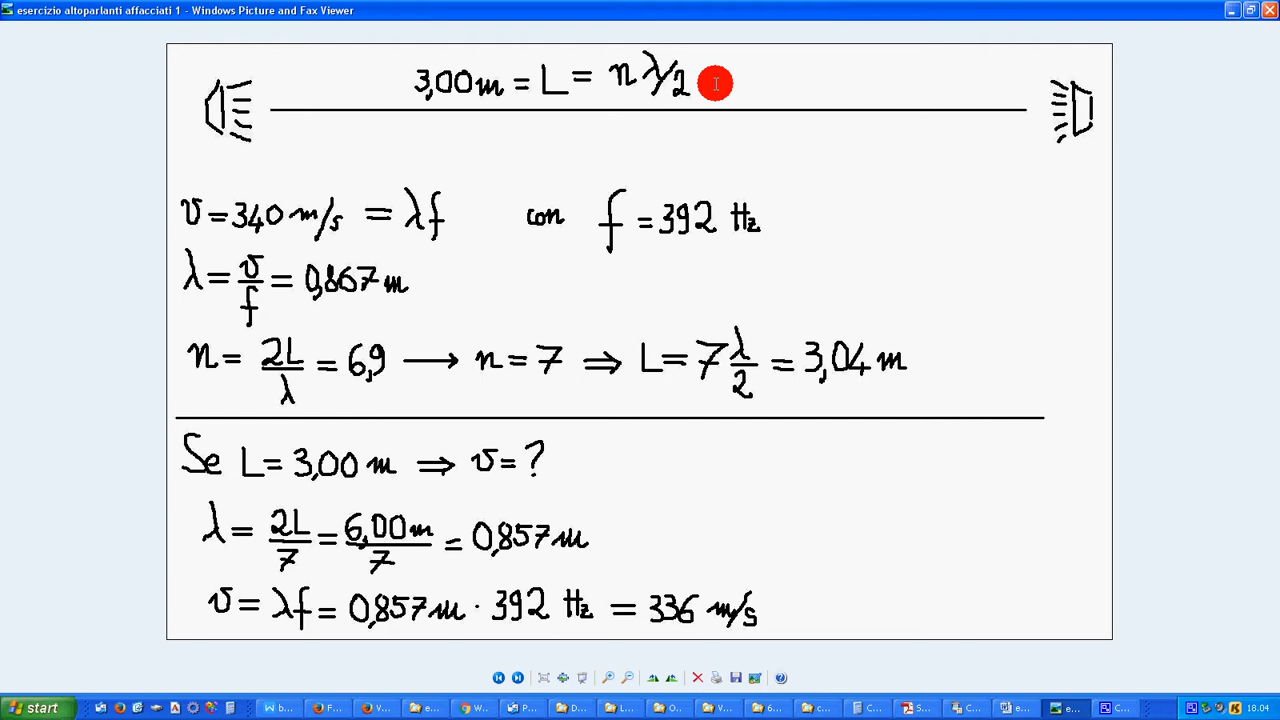 esercizio altoparlanti affacciati 1 - Windows Picture and Fax Viewer
3,00 m = L = n λ/2
v = 340 m/s = λf con f = 392 Hz
λ = v/f = 0,867 m
n = 2L/λ = 6,9 → n = 7 ⇒ L = 7 λ/2 = 3,04 m
Se L = 3,00 m ⇒ v = ?
λ = 2L/7 = 6,00 m/7 = 0,857 m
v = λf = 0,857 m · 392 Hz = 336 m/s
start b... F... V... e... W... P... D... L... O... V... 6... c... C... S... C... e... e... C... 18.04